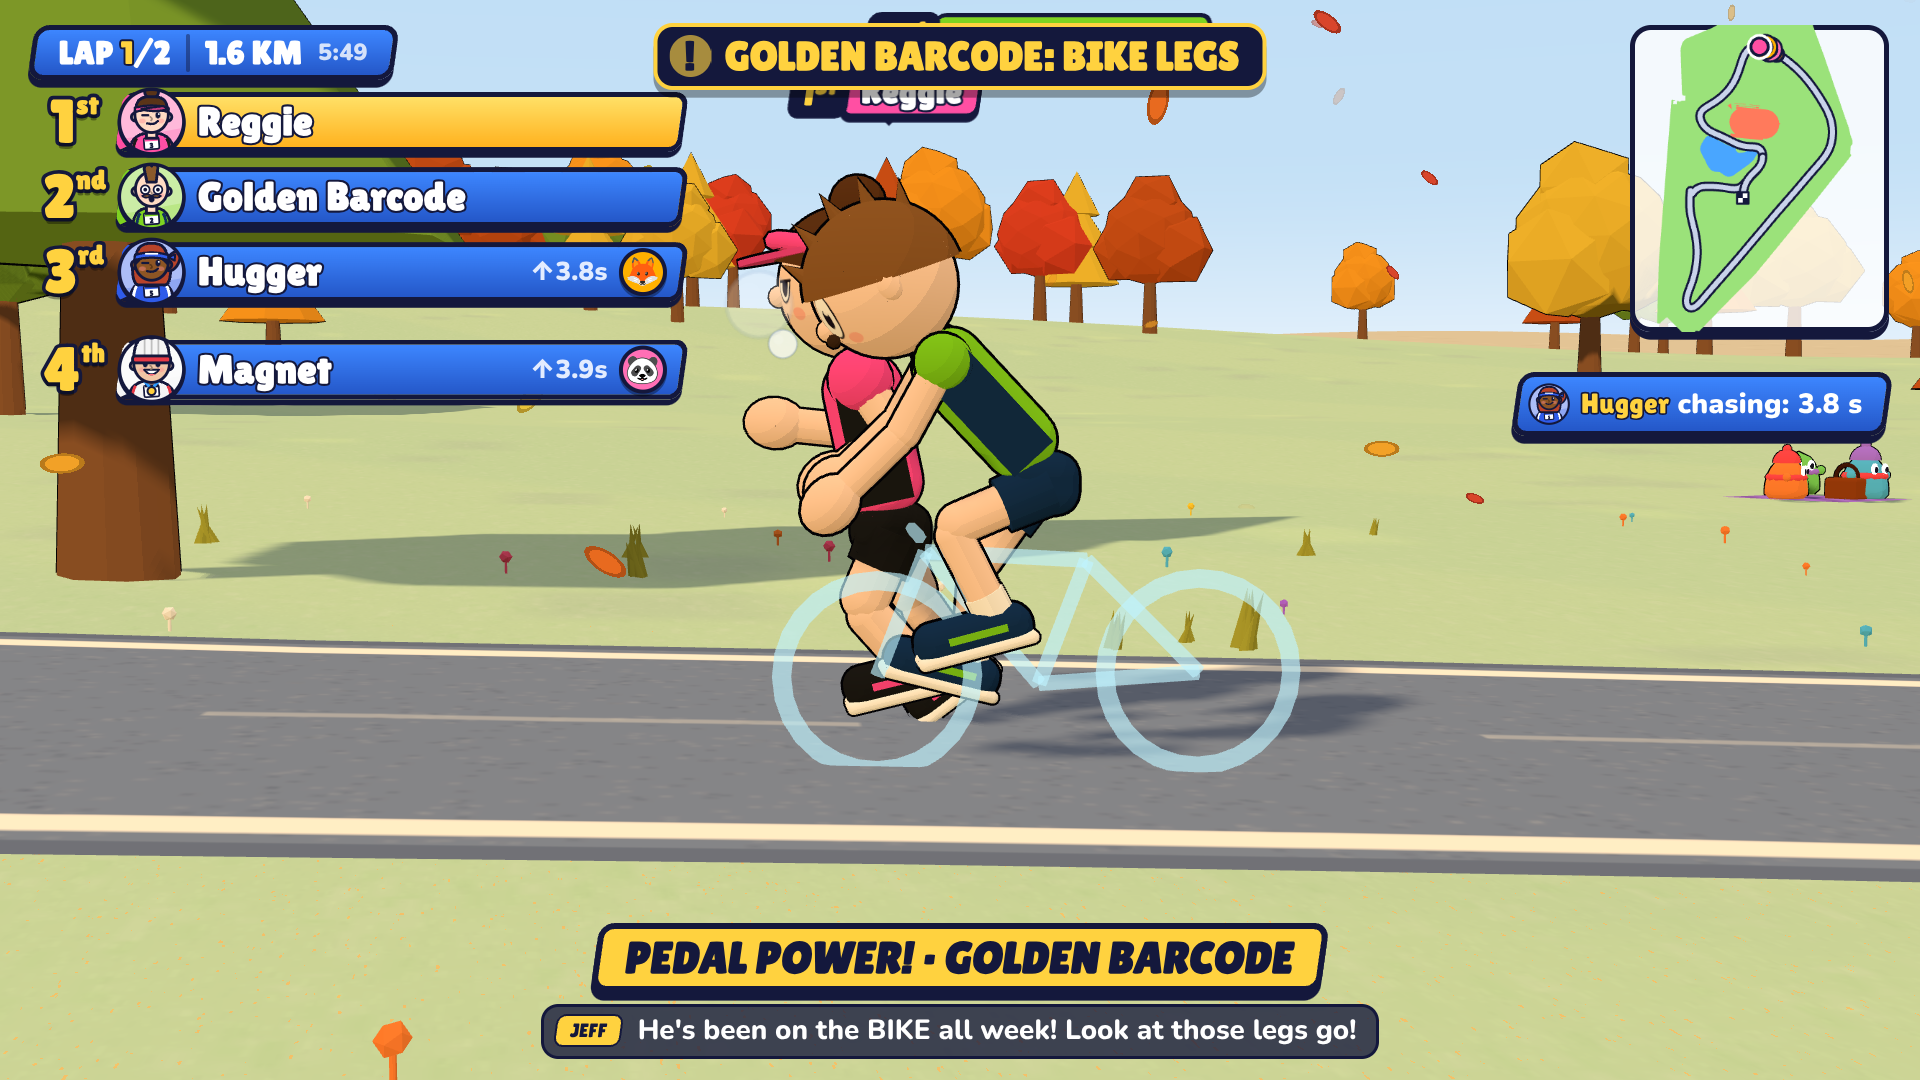 LAP 1/2 1.6 KM 5:49
GOLDEN BARCODE: BIKE LEGS
1st Reggie
1st Reggie
2nd Golden Barcode
3rd Hugger ↑3.8s
4th Magnet ↑3.9s
Hugger chasing: 3.8 s
PEDAL POWER! · GOLDEN BARCODE
JEFF He's been on the BIKE all week! Look at those legs go!